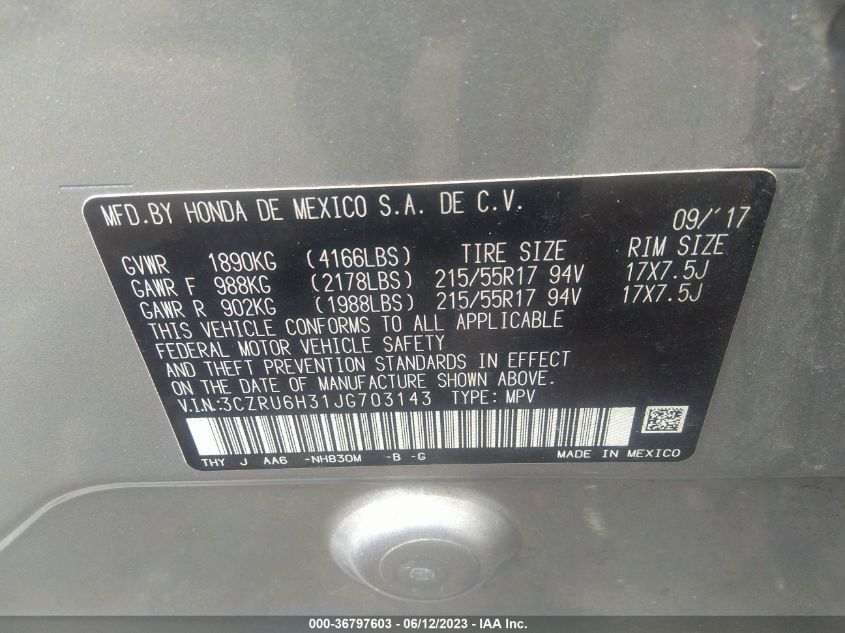 MFD.BY HONDA DE MEXICO S.A. DE C.V. 09/'17
GVWR 1890KG (4166LBS) TIRE SIZE RIM SIZE
GAWR F 988KG (2178LBS) 215/55R17 94V 17X7.5J
GAWR R 902KG (1988LBS) 215/55R17 94V 17X7.5J
THIS VEHICLE CONFORMS TO ALL APPLICABLE
FEDERAL MOTOR VEHICLE SAFETY
AND THEFT PREVENTION STANDARDS IN EFFECT
ON THE DATE OF MANUFACTURE SHOWN ABOVE.
V.I.N.:3CZRU6H31JG703143 TYPE: MPV
THY J AA6 -NH830M -B -G MADE IN MEXICO
000-36797603 - 06/12/2023 - IAA Inc.